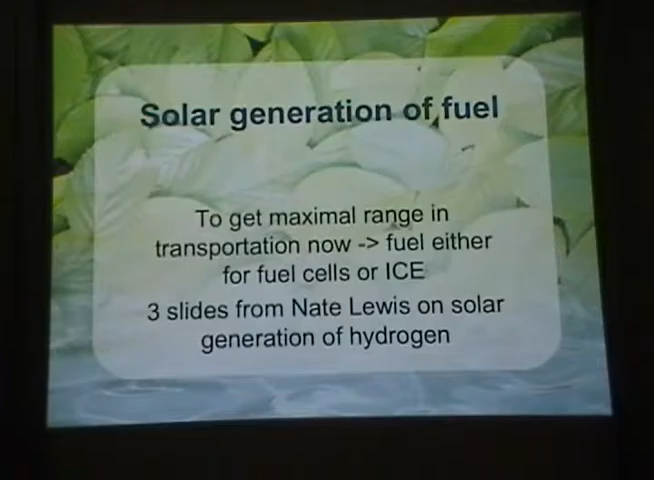 Solar generation of fuel
To get maximal range in
transportation now -> fuel either
for fuel cells or ICE
3 slides from Nate Lewis on solar
generation of hydrogen